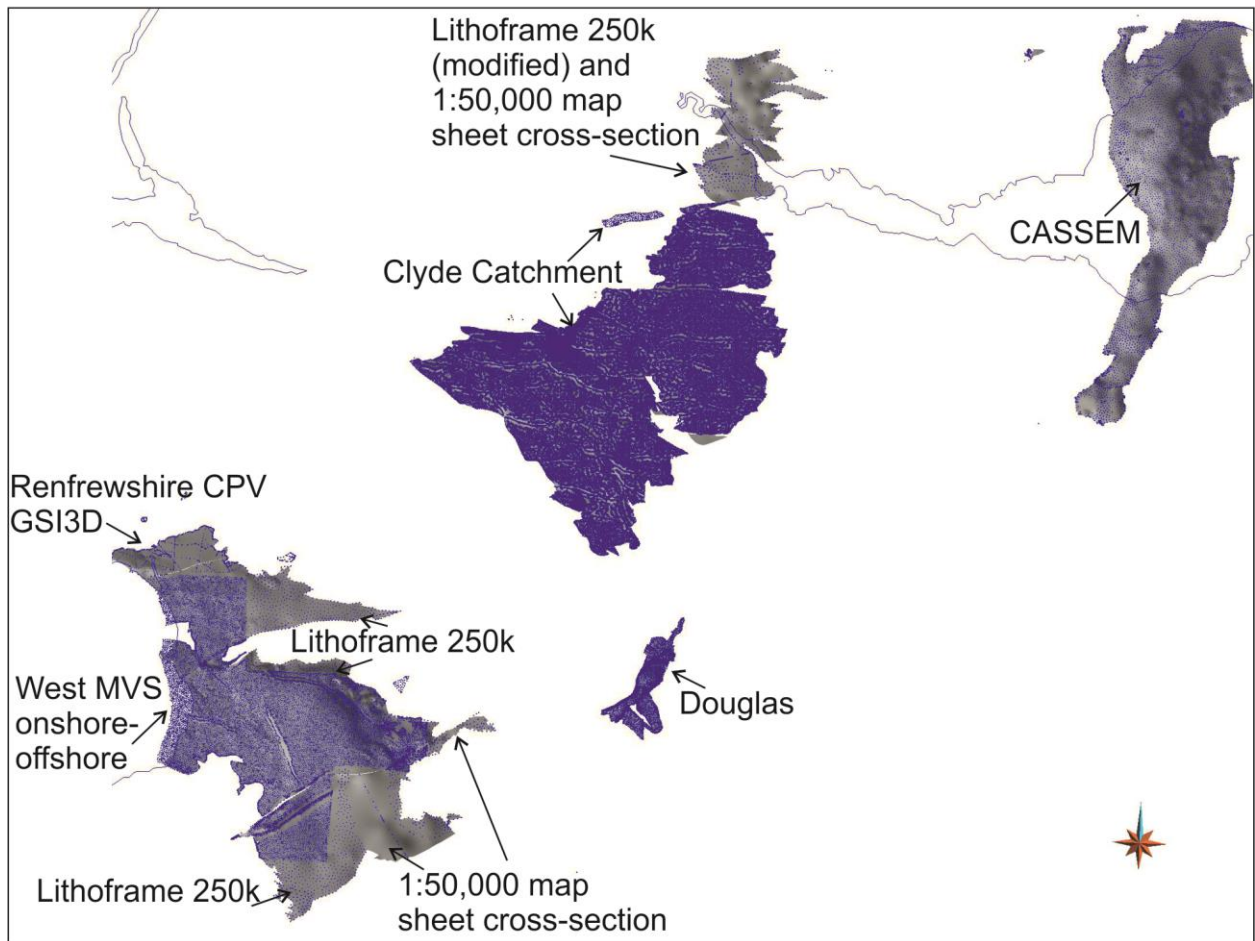 Lithoframe 250k
(modified) and
1:50,000 map
sheet cross-section
CASSEM
Clyde Catchment
Renfrewshire CPV
GSI3D
Lithoframe 250k
West MVS
onshore-
offshore
Douglas
Lithoframe 250k
1:50,000 map
sheet cross-section